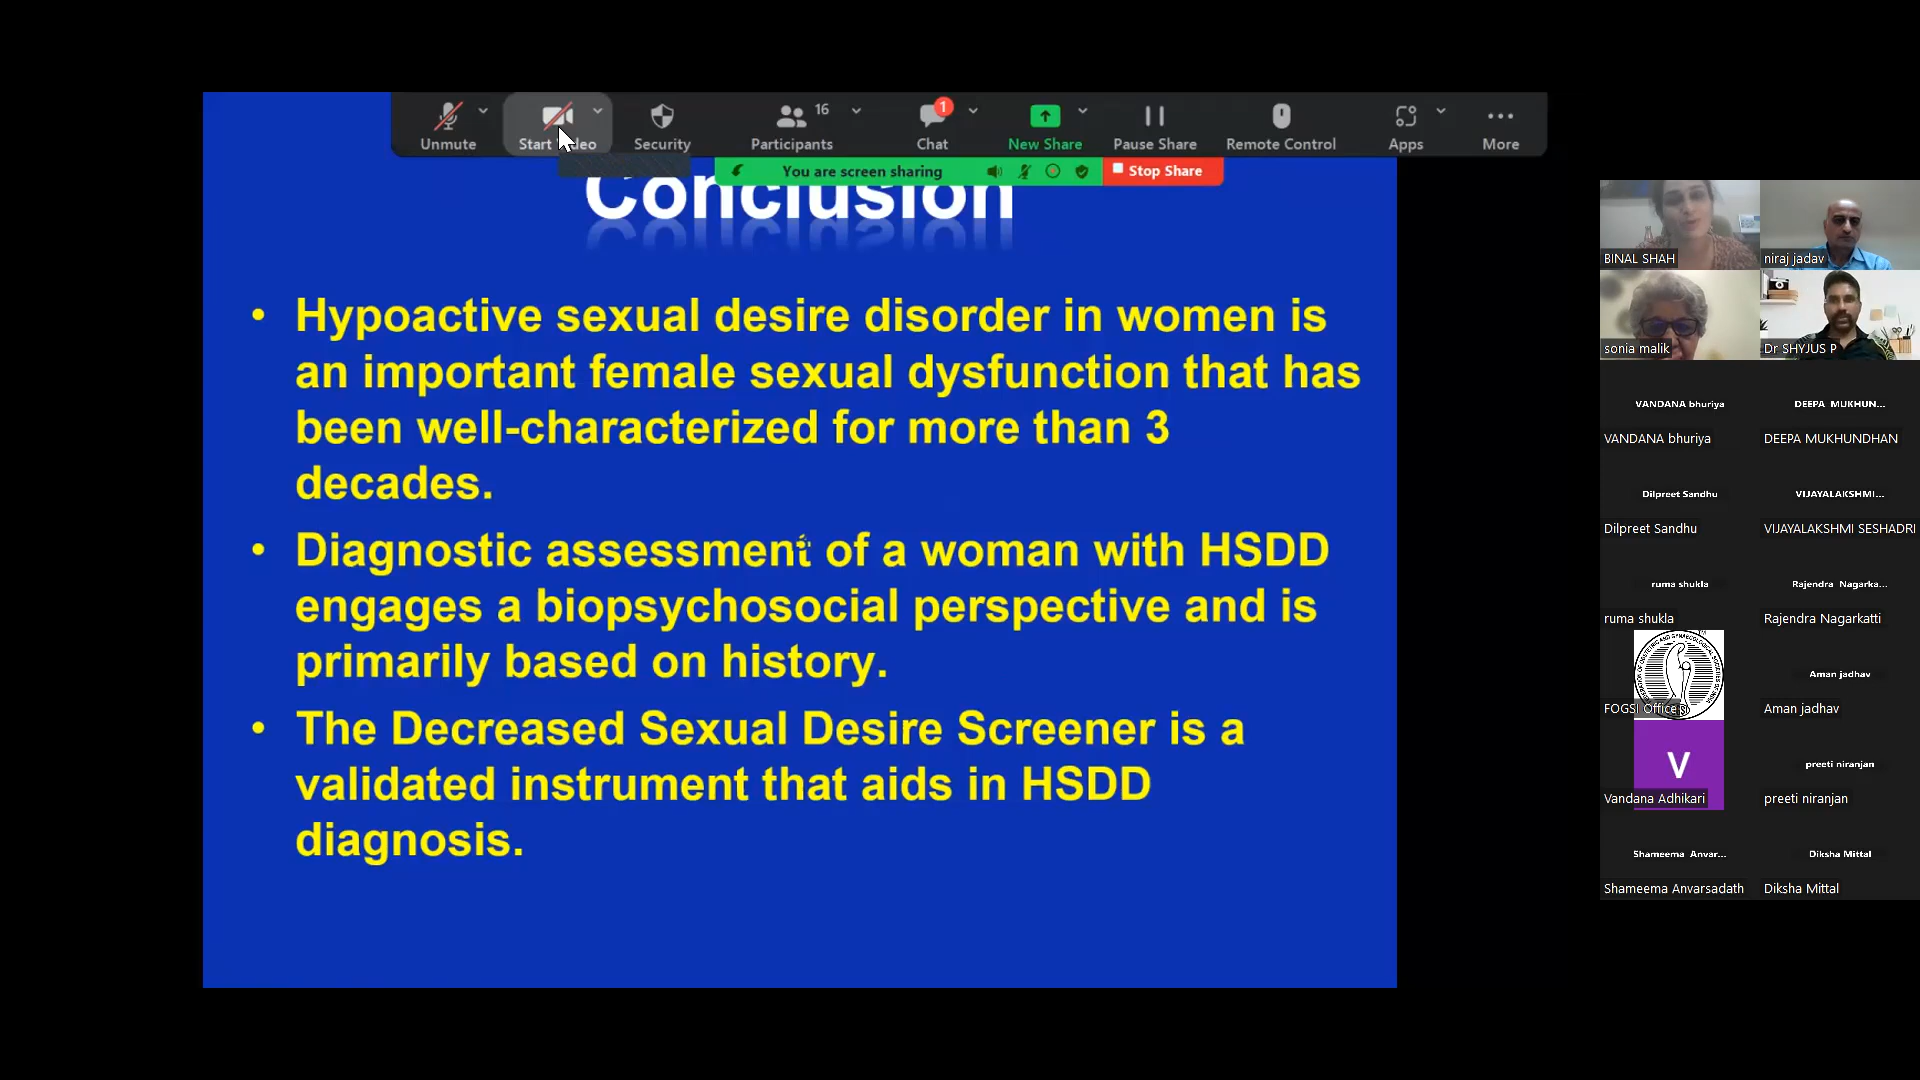 16
1
Unmute
Start Video
Security
Participants
Chat
New Share
Pause Share
Remote Control
Apps
More
You are screen sharing
Stop Share
Conclusion
• Hypoactive sexual desire disorder in women is
an important female sexual dysfunction that has
been well-characterized for more than 3
decades.
• Diagnostic assessment of a woman with HSDD
engages a biopsychosocial perspective and is
primarily based on history.
• The Decreased Sexual Desire Screener is a
validated instrument that aids in HSDD
diagnosis.
BINAL SHAH
niraj jadav
sonia malik
Dr SHYJUS P
VANDANA bhuriya
DEEPA MUKHUN...
VANDANA bhuriya
DEEPA MUKHUNDHAN
Dilpreet Sandhu
VIJAYALAKSHMI...
Dilpreet Sandhu
VIJAYALAKSHMI SESHADRI
ruma shukla
Rajendra Nagarka...
ruma shukla
Rajendra Nagarkatti
Aman jadhav
FOGSI Office
Aman jadhav
V
preeti niranjan
Vandana Adhikari
preeti niranjan
Shameema Anvar...
Diksha Mittal
Shameema Anvarsadath
Diksha Mittal